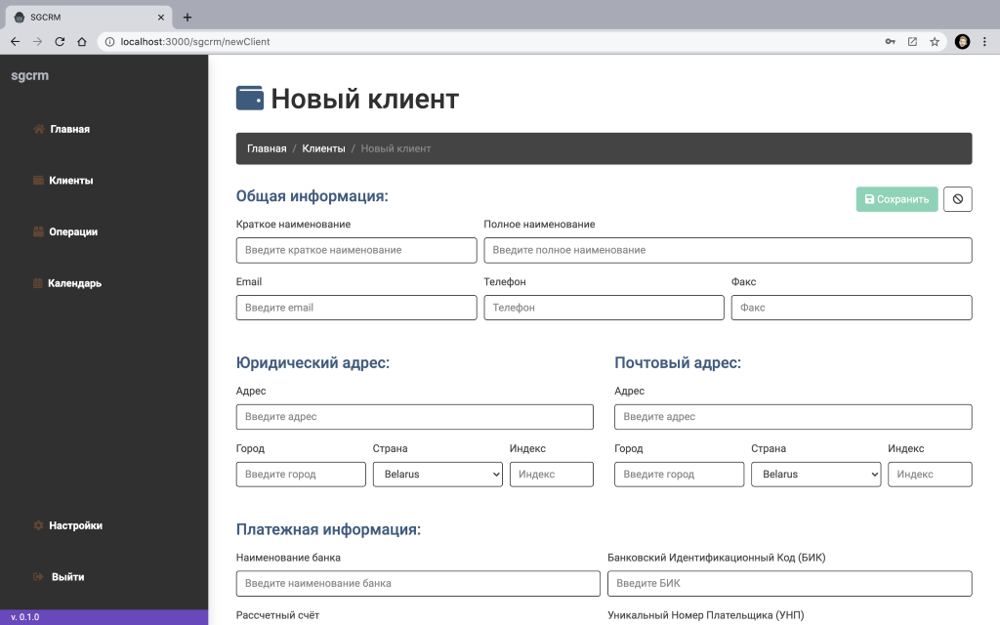 SGCRM
localhost:3000/sgcrm/newClient
sgcrm
Главная
Клиенты
Операции
Календарь
Настройки
Выйти
v. 0.1.0
Новый клиент
Главная / Клиенты / Новый клиент
Общая информация:
Сохранить
Краткое наименование Полное наименование
Введите краткое наименование Введите полное наименование
Email Телефон Факс
Введите email Телефон Факс
Юридический адрес: Почтовый адрес:
Адрес Адрес
Введите адрес Введите адрес
Город Страна Индекс Город Страна Индекс
Введите город Belarus Индекс Введите город Belarus Индекс
Платежная информация:
Наименование банка Банковский Идентификационный Код (БИК)
Введите наименование банка Введите БИК
Рассчетный счёт Уникальный Номер Плательщика (УНП)